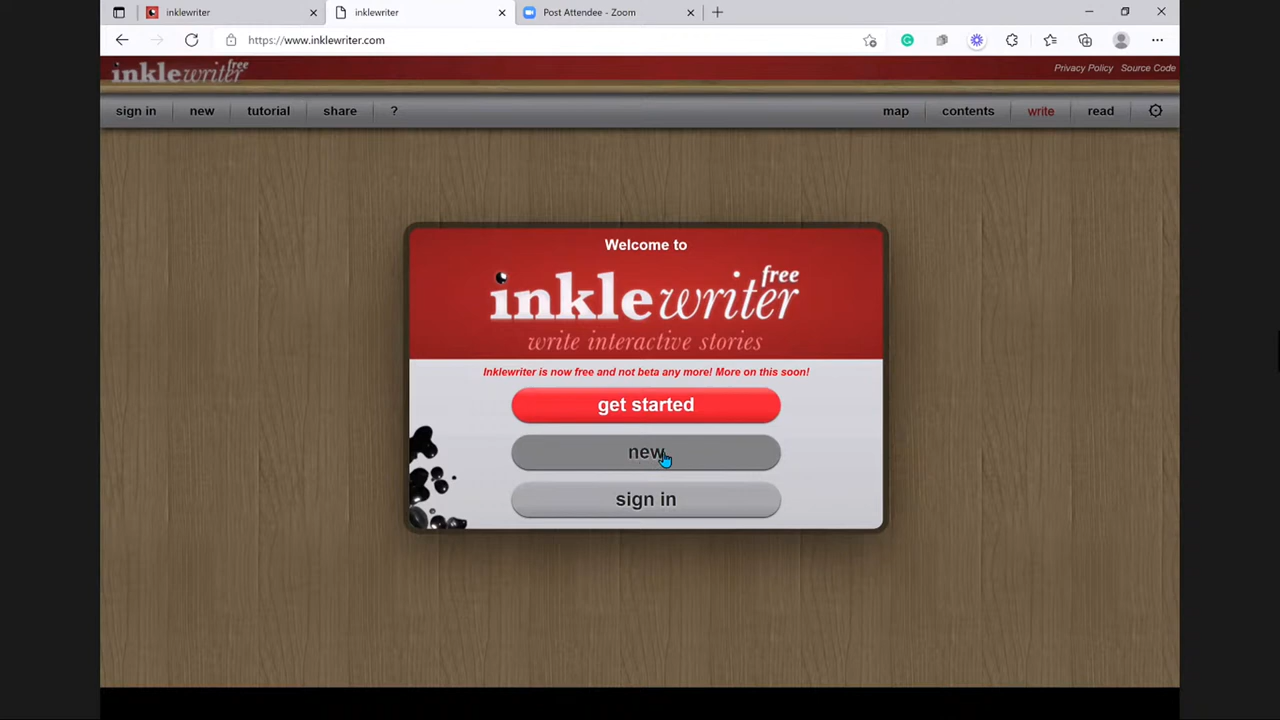 inklewriter
inklewriter
Post Attendee - Zoom
https://www.inklewriter.com
inklewriter free
Privacy Policy
Source Code
sign in
new
tutorial
share
?
map
contents
write
read
Welcome to
inklewriter free
write interactive stories
Inklewriter is now free and not beta any more! More on this soon!
get started
new
sign in